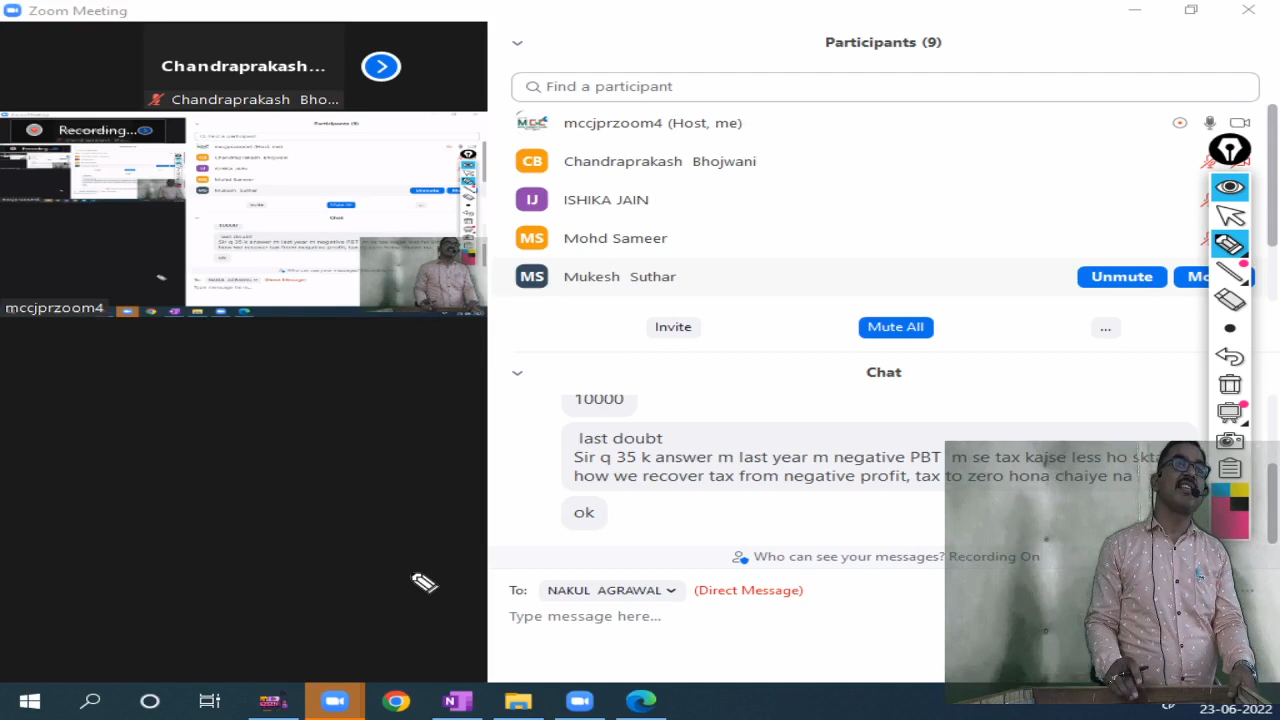 Zoom Meeting
Chandraprakash...
Chandraprakash Bho...
Recording...
mccjprzoom4
Participants (9)
Find a participant
mcgjprzoom4 (Host, me)
CB Chandraprakash Bhojwani
IJ ISHIKA JAIN
MS Mohd Sameer
MS Mukesh Suthar
Unmute
Invite
Mute All
...
Chat
10000
last doubt
Sir q 35 k answer m last year m negative PBT m se tax kaise less ho skta
how we recover tax from negative profit, tax to zero hona chaiye na
ok
Who can see your messages? Recording On
To: NAKUL AGRAWAL (Direct Message)
Type message here...
23-06-2022